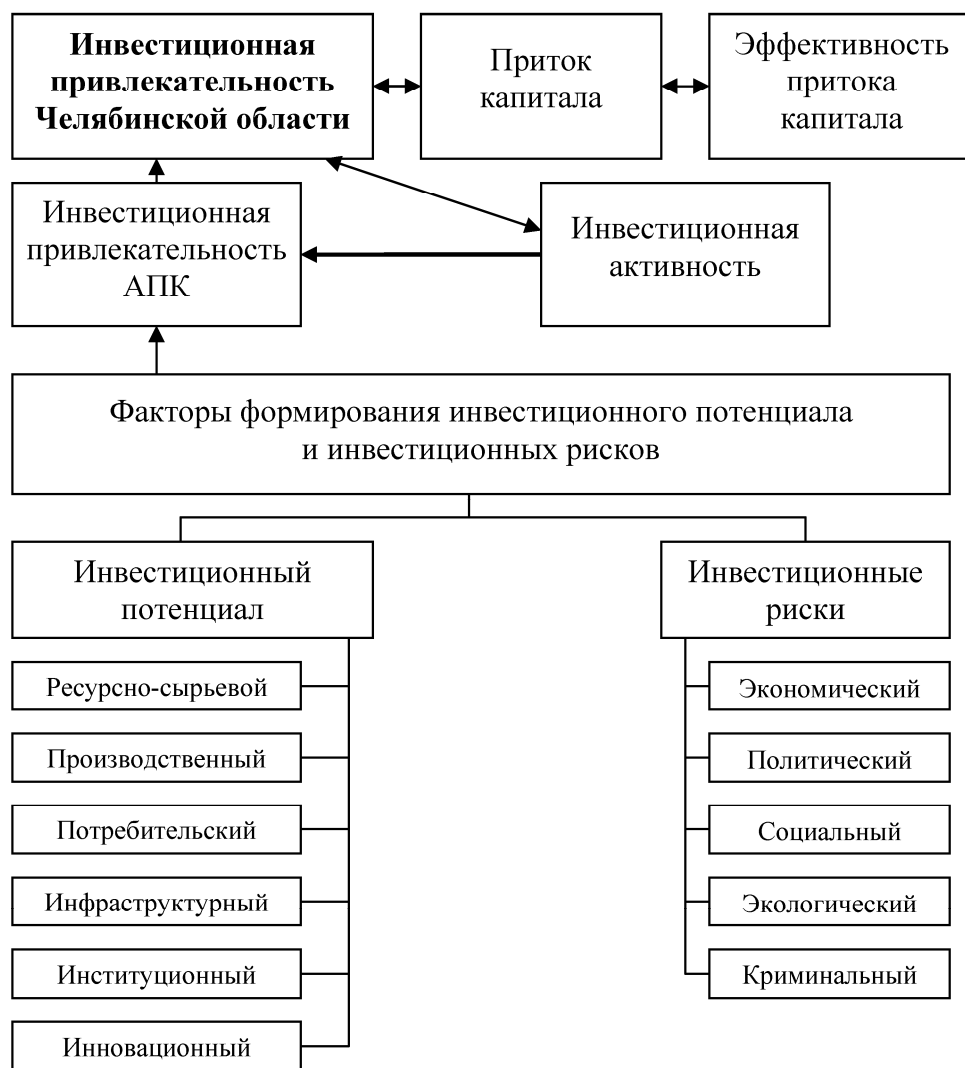 Инвестиционная
привлекательность
Челябинской области
Приток
капитала
Эффективность
притока
капитала
Инвестиционная
привлекательность
АПК
Инвестиционная
активность
Факторы формирования инвестиционного потенциала
и инвестиционных рисков
Инвестиционный
потенциал
Инвестиционные
риски
Ресурсно-сырьевой
Производственный
Потребительский
Инфраструктурный
Институционный
Инновационный
Экономический
Политический
Социальный
Экологический
Криминальный